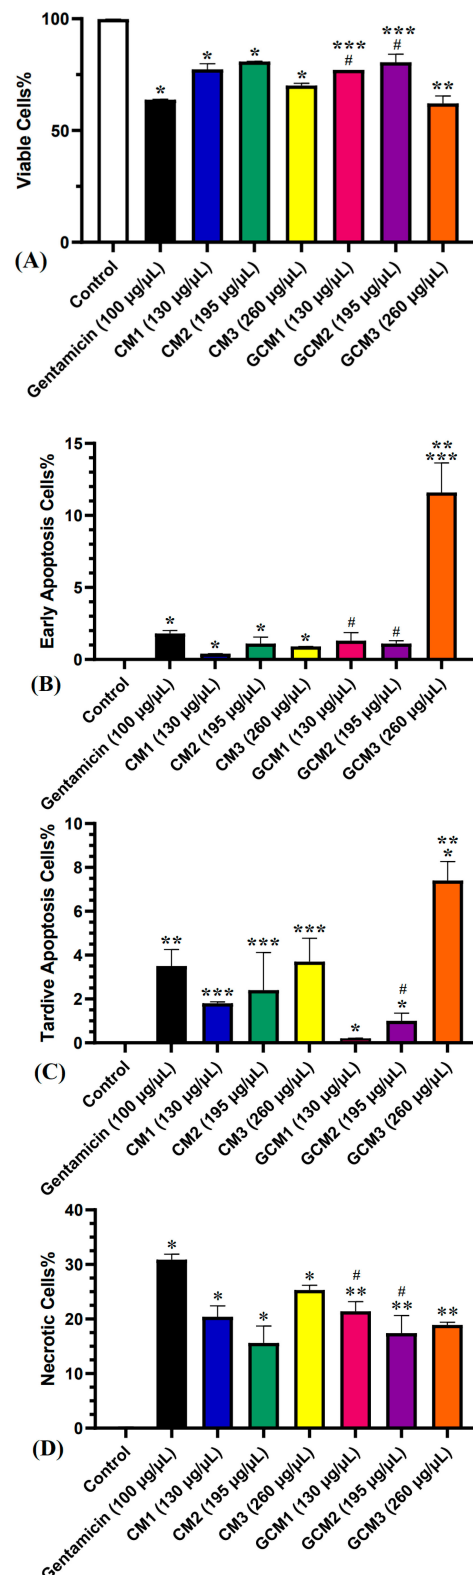 Viable Cells%
100
50
0
*
*
*
*
***
#
***
#
**
(A)
Control
Gentamicin (100 µg/µL)
CM1 (130 µg/µL)
CM2 (195 µg/µL)
CM3 (260 µg/µL)
GCM1 (130 µg/µL)
GCM2 (195 µg/µL)
GCM3 (260 µg/µL)
Early Apoptosis Cells%
15
10
5
0
*
*
*
*
#
#
**
***
(B)
Control
Gentamicin (100 µg/µL)
CM1 (130 µg/µL)
CM2 (195 µg/µL)
CM3 (260 µg/µL)
GCM1 (130 µg/µL)
GCM2 (195 µg/µL)
GCM3 (260 µg/µL)
Tardive Apoptosis Cells%
10
8
6
4
2
0
**
***
***
***
*
#
*
**
*
(C)
Control
Gentamicin (100 µg/µL)
CM1 (130 µg/µL)
CM2 (195 µg/µL)
CM3 (260 µg/µL)
GCM1 (130 µg/µL)
GCM2 (195 µg/µL)
GCM3 (260 µg/µL)
Necrotic Cells%
40
30
20
10
0
*
*
*
*
#
**
#
**
**
(D)
Control
Gentamicin (100 µg/µL)
CM1 (130 µg/µL)
CM2 (195 µg/µL)
CM3 (260 µg/µL)
GCM1 (130 µg/µL)
GCM2 (195 µg/µL)
GCM3 (260 µg/µL)